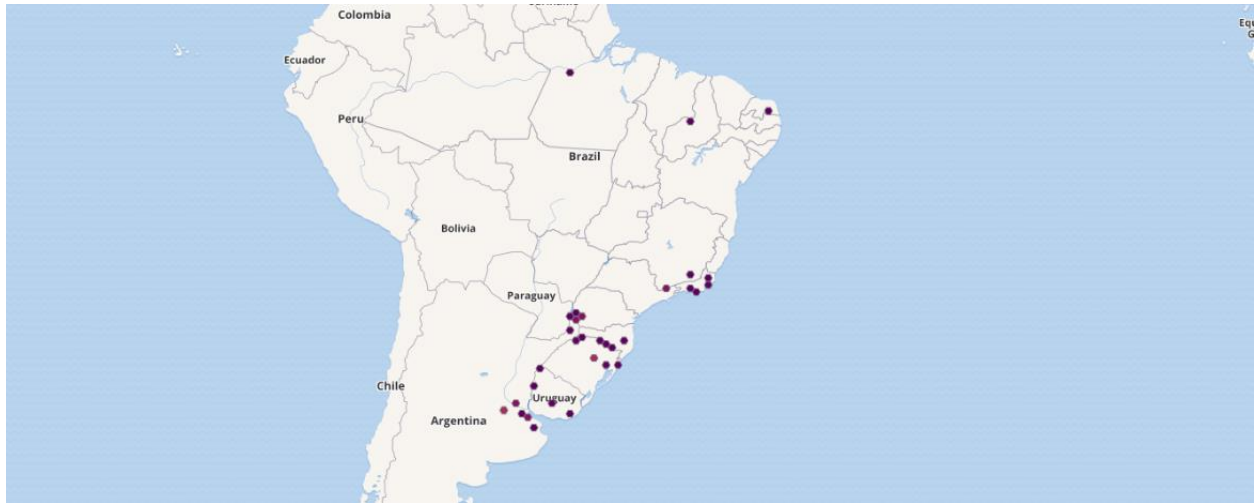 Colombia
Ecuador
Peru
Brazil
Bolivia
Paraguay
Chile
Uruguay
Argentina